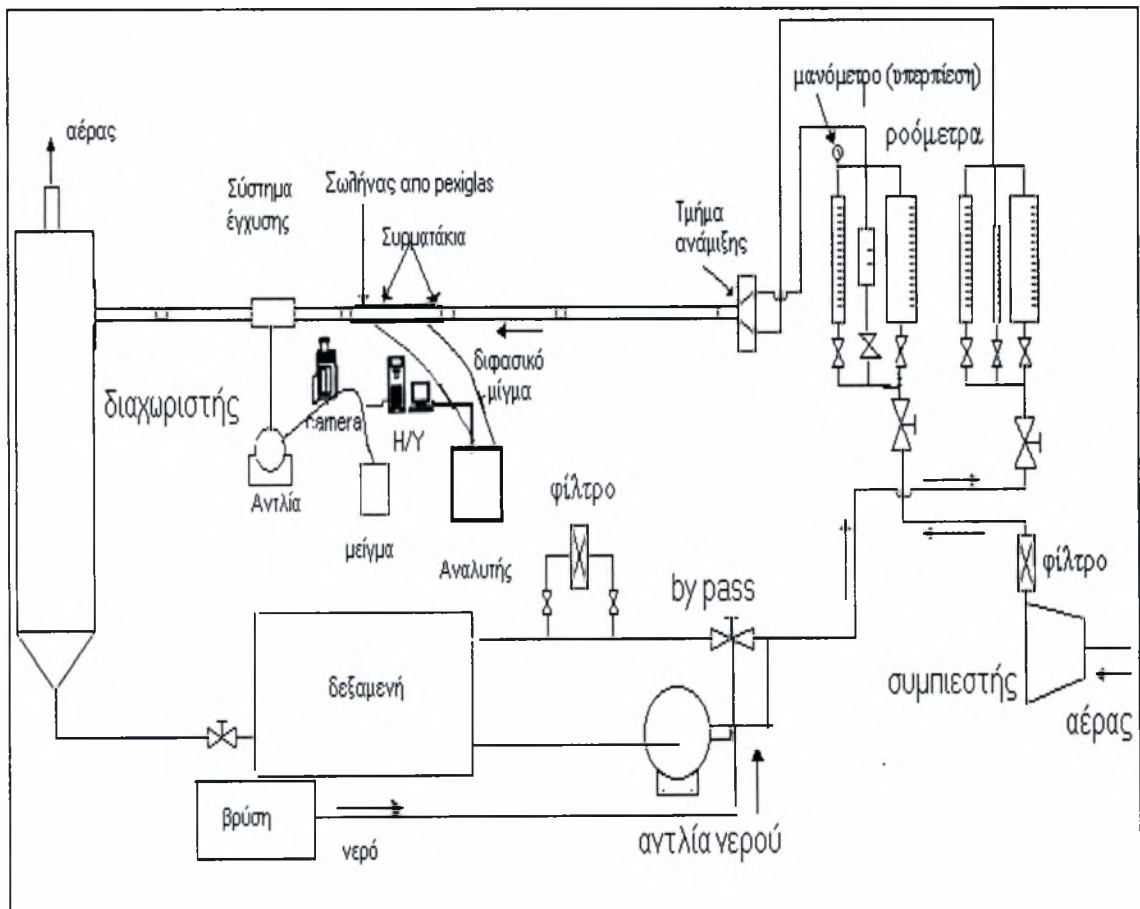 μανόμετρο (υπερπίεση)
ροόμετρα
αέρας
Σύστημα
έγχυσης
Σωλήνας απο pexiglas
Συρματάκια
Τμήμα
ανάμιξης
διφασικό
μίγμα
διαχωριστής
camera
Η/Υ
Αντλία
μείγμα
Αναλυτής
φίλτρο
by pass
φίλτρο
συμπιεστής
αέρας
δεξαμενή
βρύση
νερό
αντλία νερού